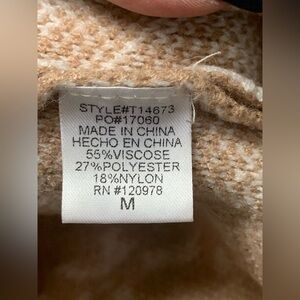 STYLE#T14673
PO#17060
MADE IN CHINA
HECHO EN CHINA
55%VISCOSE
27%POLYESTER
18%NYLON
RN #120978
M